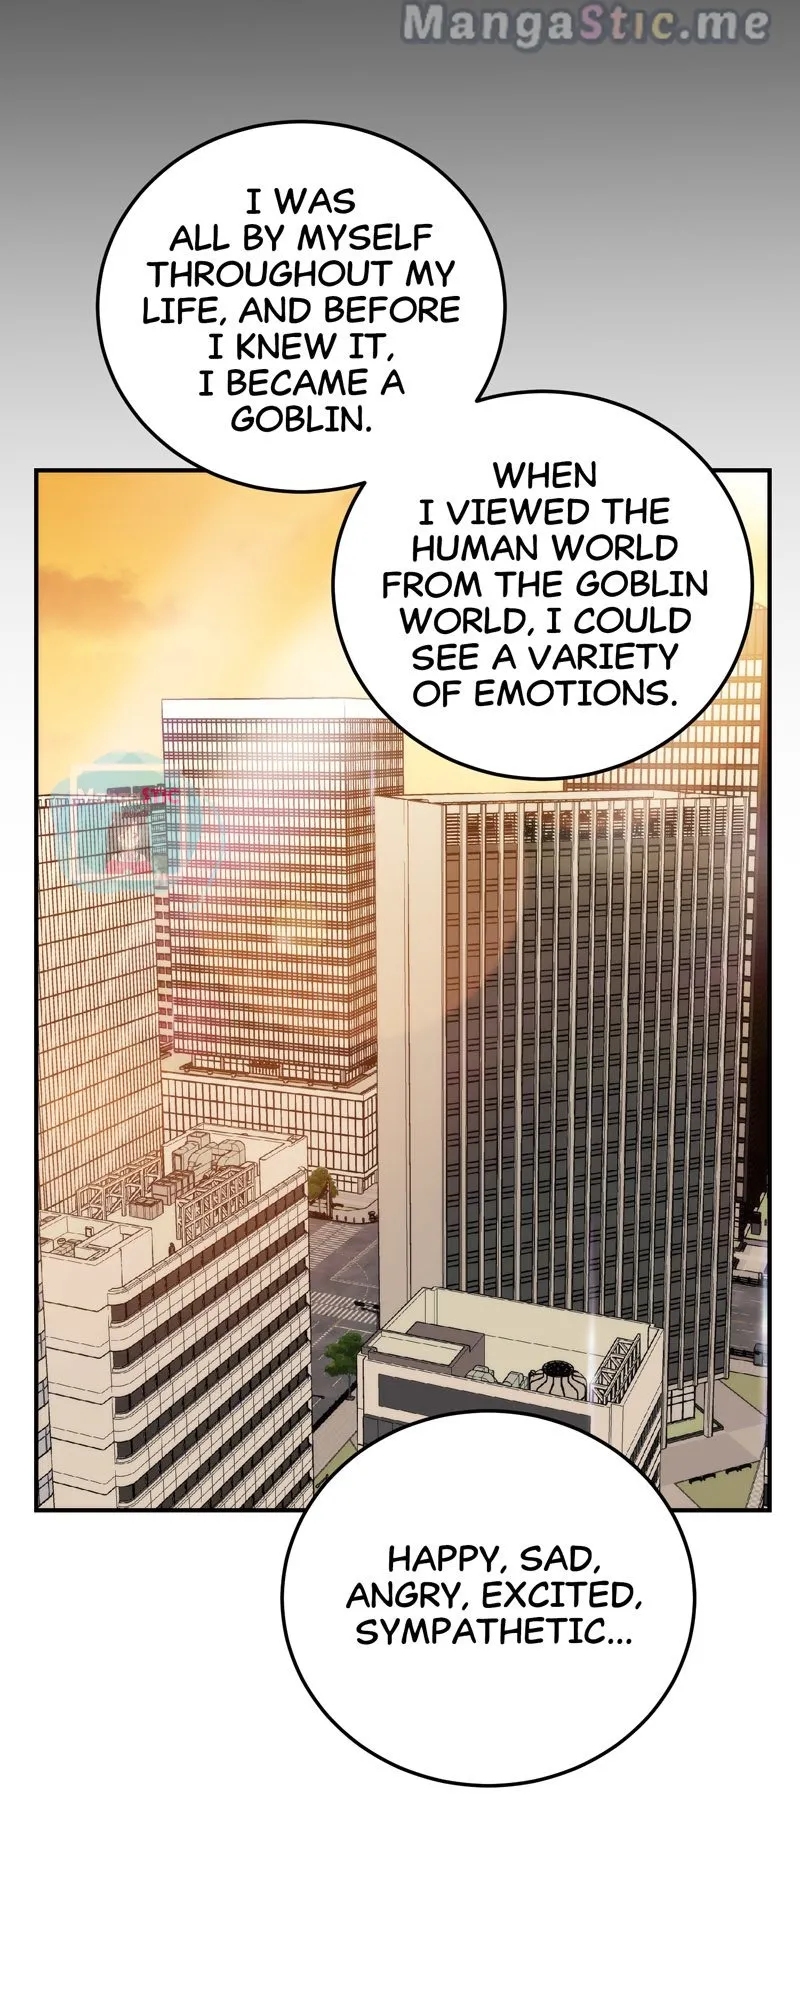 MangaStic.me
I WAS
ALL BY MYSELF
THROUGHOUT MY
LIFE, AND BEFORE
I KNEW IT,
I BECAME A
GOBLIN.
WHEN
I VIEWED THE
HUMAN WORLD
FROM THE GOBLIN
WORLD, I COULD
SEE A VARIETY
OF EMOTIONS.
MangaSTIC
HAPPY, SAD,
ANGRY, EXCITED,
SYMPATHETIC...